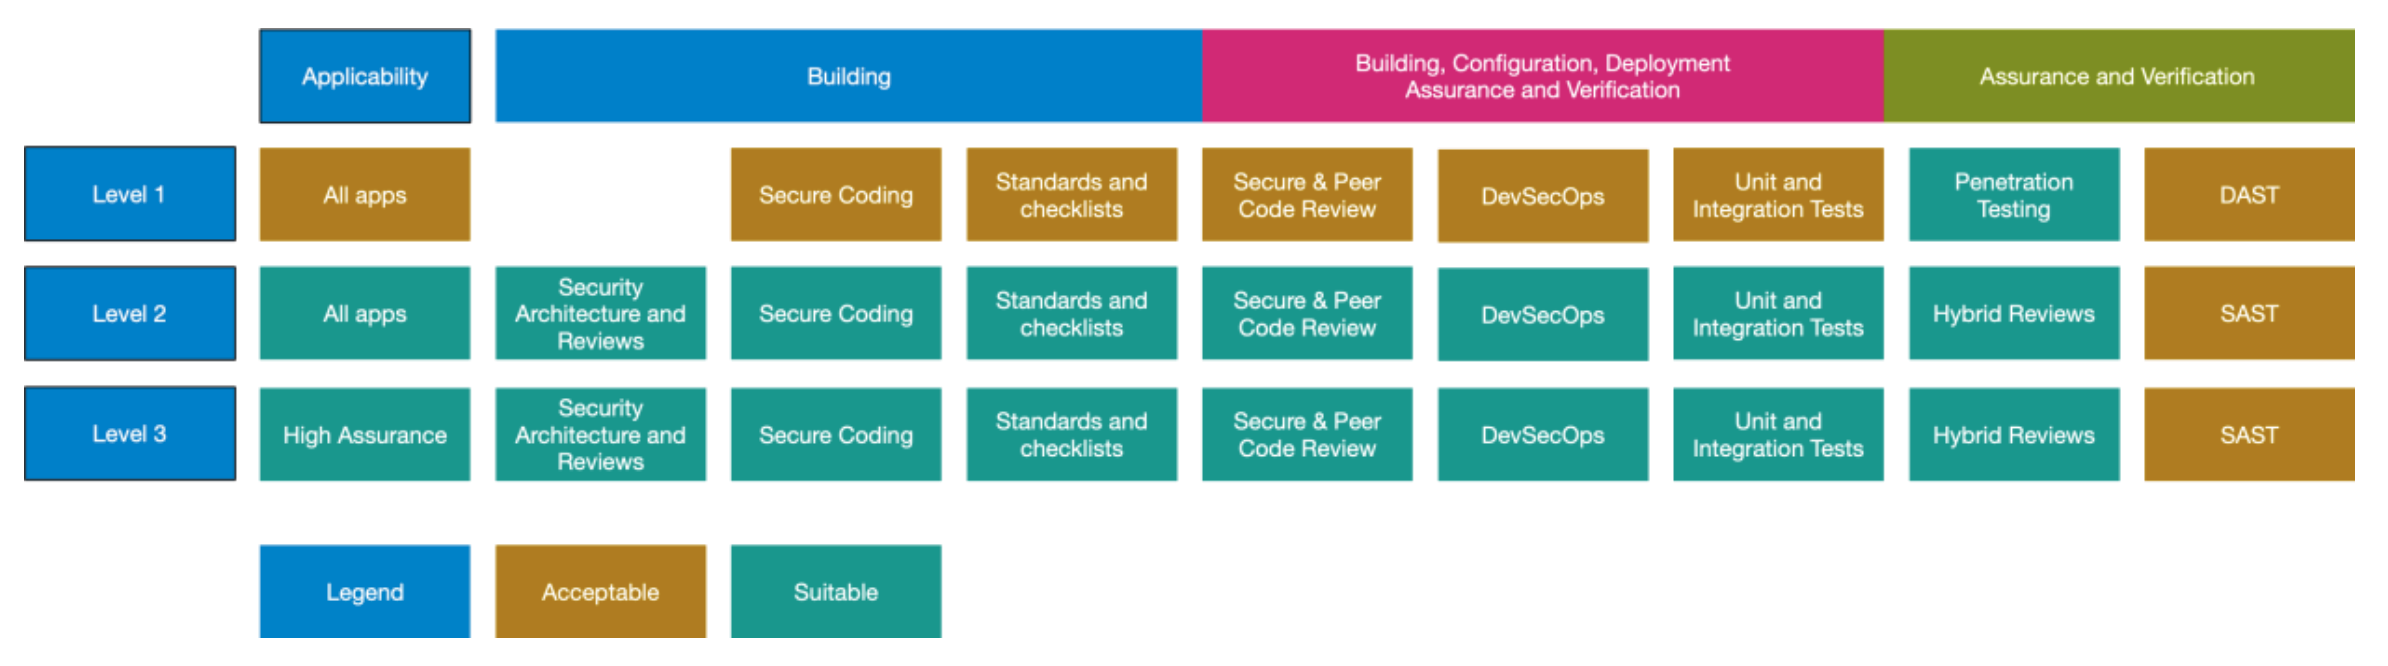 Applicability
Building
Building, Configuration, Deployment
Assurance and Verification
Assurance and Verification
Level 1
All apps
Secure Coding
Standards and
checklists
Secure & Peer
Code Review
DevSecOps
Unit and
Integration Tests
Penetration
Testing
DAST
Level 2
All apps
Security
Architecture and
Reviews
Secure Coding
Standards and
checklists
Secure & Peer
Code Review
DevSecOps
Unit and
Integration Tests
Hybrid Reviews
SAST
Level 3
High Assurance
Security
Architecture and
Reviews
Secure Coding
Standards and
checklists
Secure & Peer
Code Review
DevSecOps
Unit and
Integration Tests
Hybrid Reviews
SAST
Legend
Acceptable
Suitable